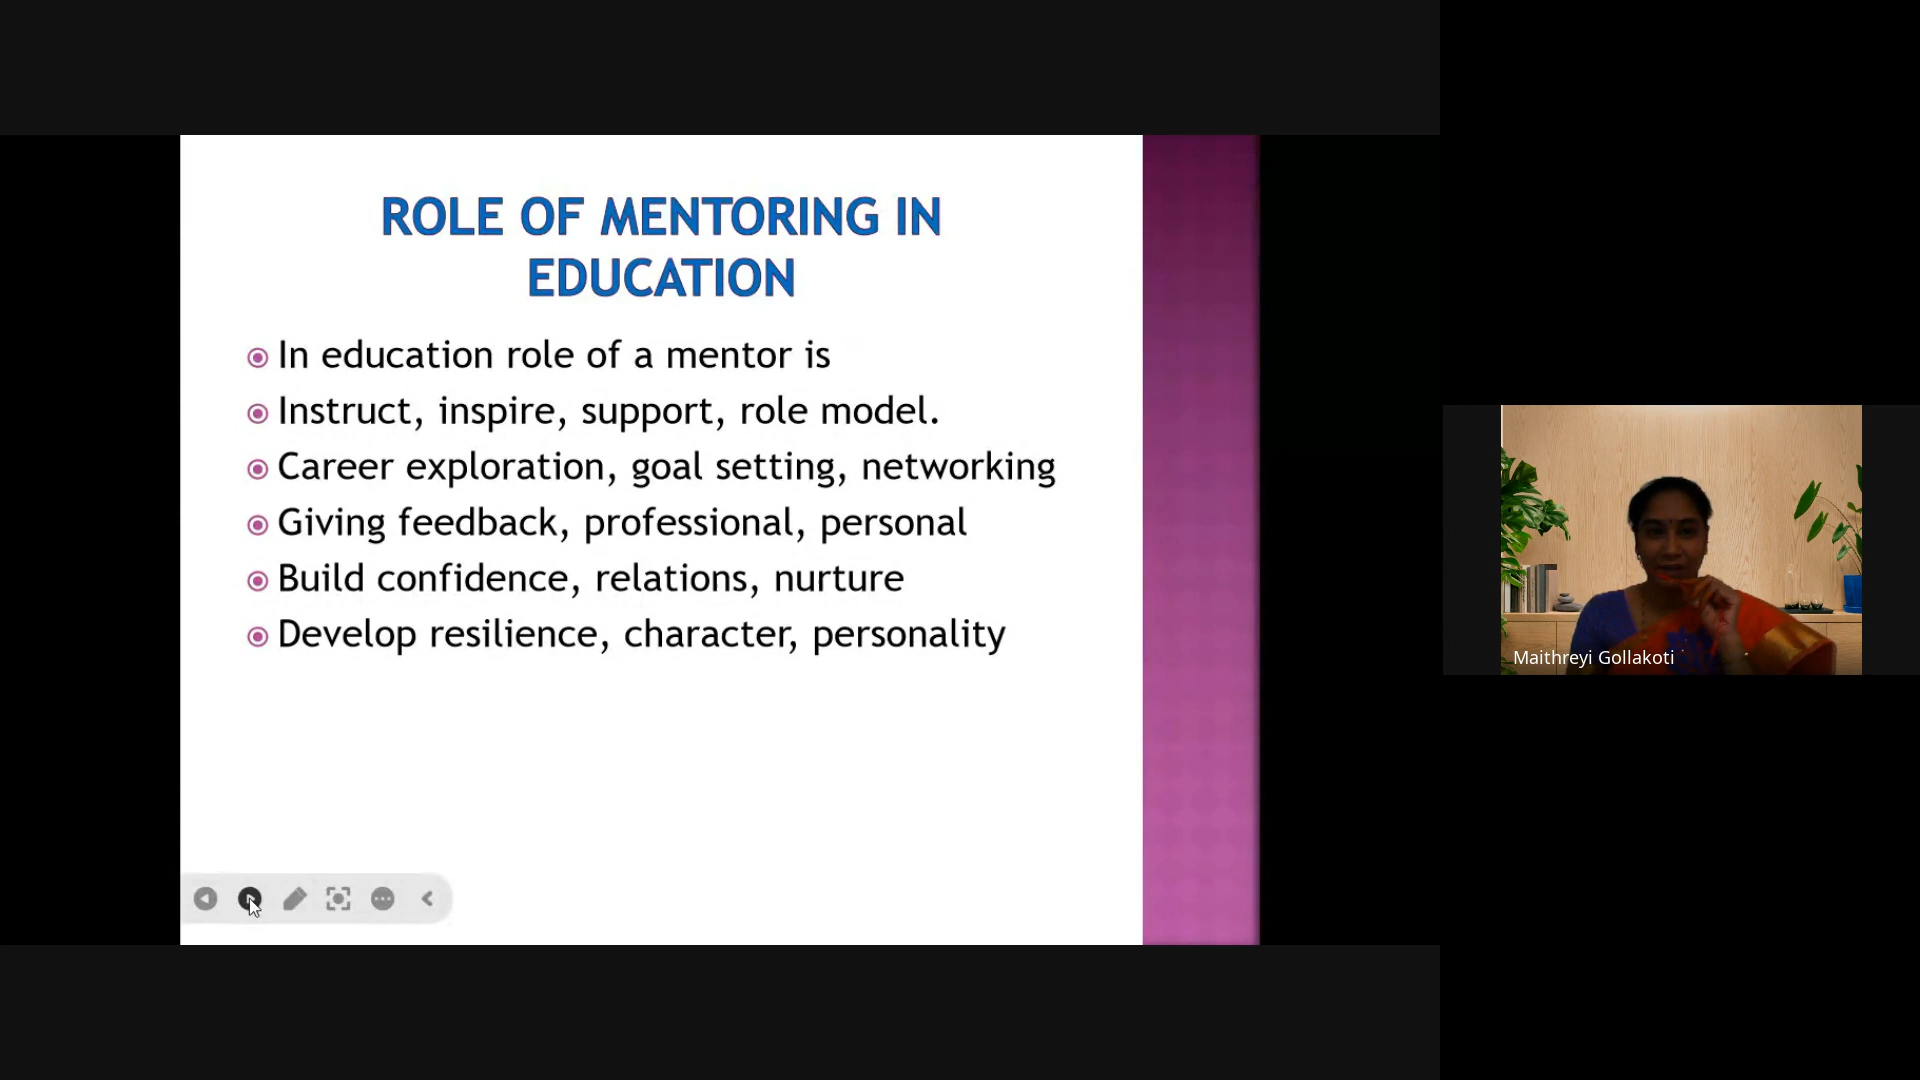 ROLE OF MENTORING IN
EDUCATION
In education role of a mentor is
Instruct, inspire, support, role model.
Career exploration, goal setting, networking
Giving feedback, professional, personal
Build confidence, relations, nurture
Develop resilience, character, personality
Maithreyi Gollakoti